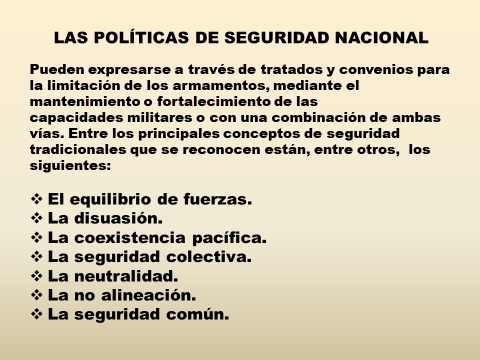 LAS POLÍTICAS DE SEGURIDAD NACIONAL
Pueden expresarse a través de tratados y convenios para
la limitación de los armamentos, mediante el
mantenimiento o fortalecimiento de las
capacidades militares o con una combinación de ambas
vías. Entre los principales conceptos de seguridad
tradicionales que se reconocen están, entre otros, los
siguientes:
❖ El equilibrio de fuerzas.
❖ La disuasión.
❖ La coexistencia pacífica.
❖ La seguridad colectiva.
❖ La neutralidad.
❖ La no alineación.
❖ La seguridad común.